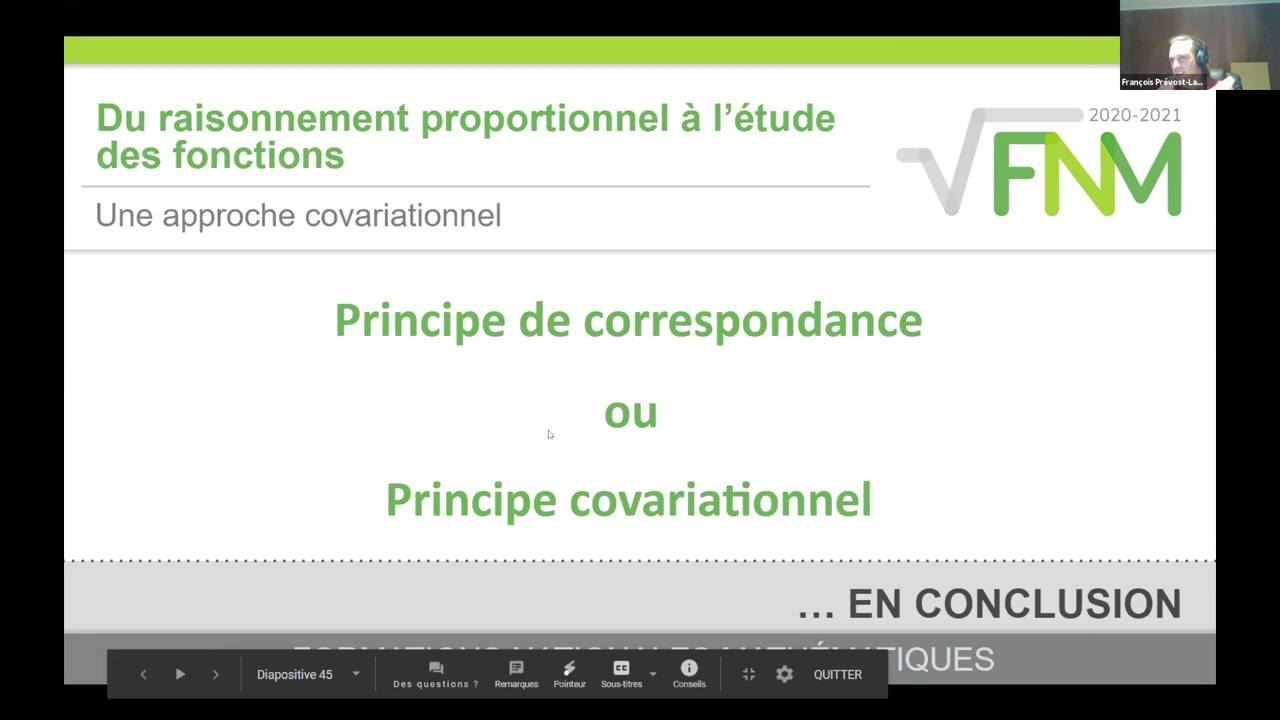 François Prévost-La...
Du raisonnement proportionnel à l'étude
des fonctions
2020-2021
FNM
Une approche covariationnel
Principe de correspondance
ou
Principe covariationnel
... EN CONCLUSION
Diapositive 45
Des questions ?
Remarques
Pointeur
Sous-titres
Conseils
QUITTER